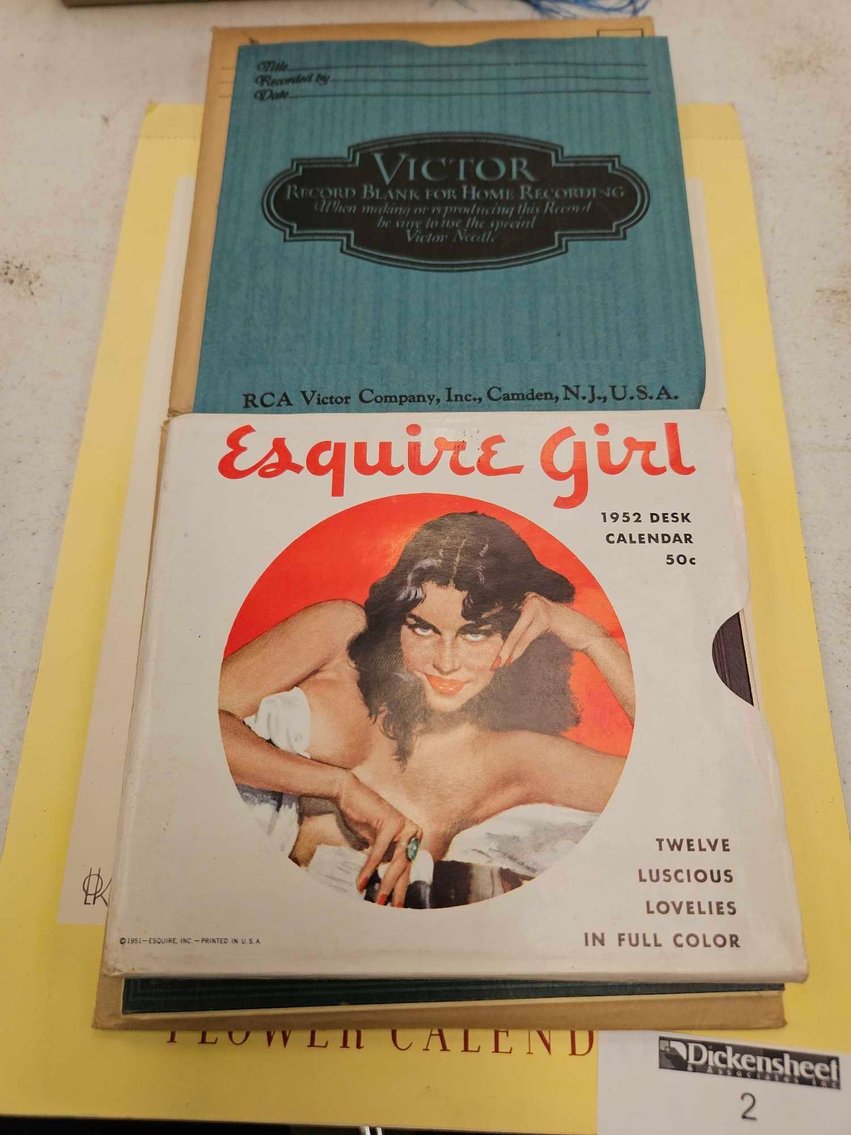 Title
Recorded by
Date
VICTOR
RECORD BLANK FOR HOME RECORDING
When making or reproducing this Record
be sure to use the special
Victor Needle
RCA Victor Company, Inc., Camden, N.J., U.S.A.
Esquire Girl
1952 DESK
CALENDAR
50c
TWELVE
LUSCIOUS
LOVELIES
IN FULL COLOR
©1951—ESQUIRE, INC.—PRINTED IN U.S.A.
FLOWER CALEND
Dickensheet
& Associates Inc
2